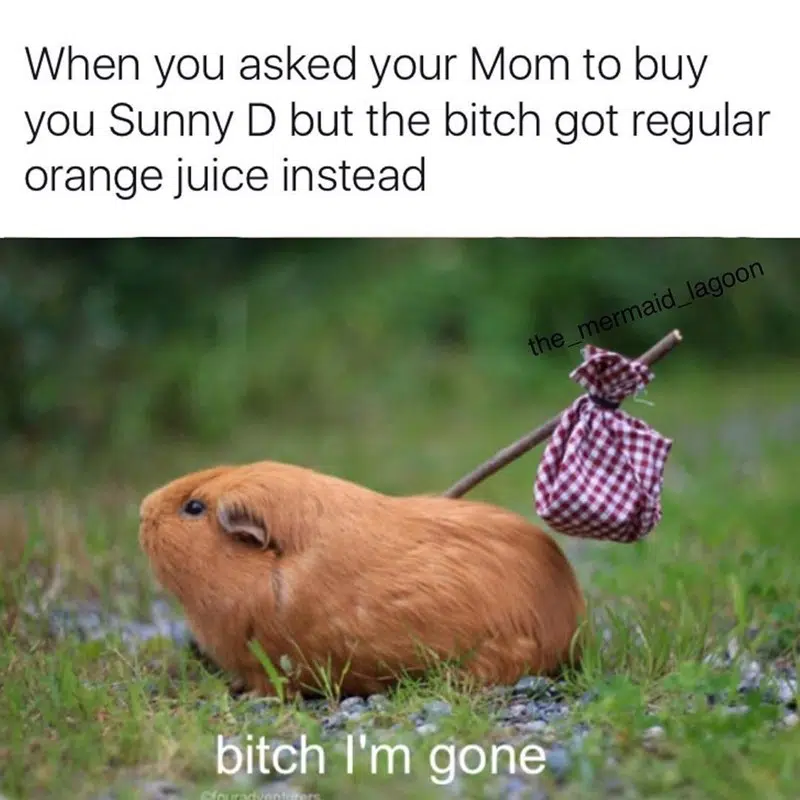 When you asked your Mom to buy
you Sunny D but the bitch got regular
orange juice instead
the_mermaid_lagoon
bitch I'm gone
©fouradventurers